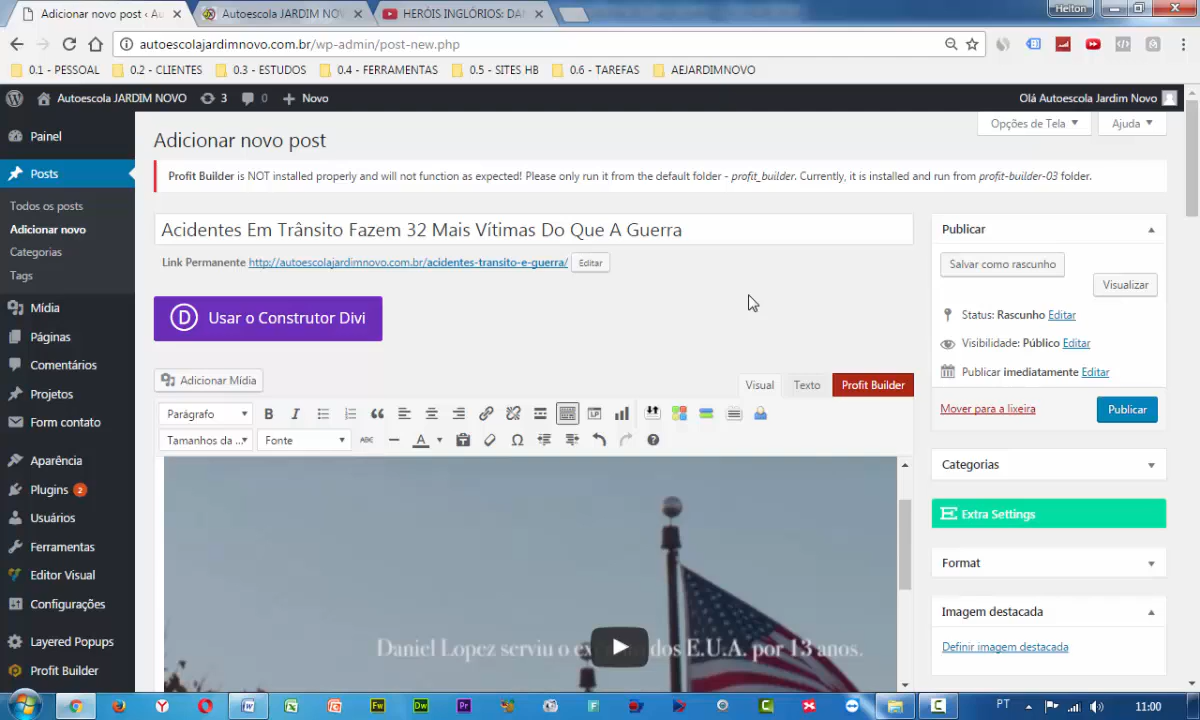 Adicionar novo post ‹ Au
Autoescola JARDIM NOV
HERÓIS INGLÓRIOS: DA
Helton
autoescolajardimnovo.com.br/wp-admin/post-new.php
0.1 - PESSOAL
0.2 - CLIENTES
0.3 - ESTUDOS
0.4 - FERRAMENTAS
0.5 - SITES HB
0.6 - TAREFAS
AEJARDIMNOVO
Autoescola JARDIM NOVO
3
0
Novo
Olá Autoescola Jardim Novo
Painel
Posts
Todos os posts
Adicionar novo
Categorias
Tags
Mídia
Páginas
Comentários
Projetos
Form contato
Aparência
Plugins 2
Usuários
Ferramentas
Editor Visual
Configurações
Layered Popups
Profit Builder
Opções de Tela
Ajuda
Adicionar novo post
Profit Builder is NOT installed properly and will not function as expected! Please only run it from the default folder - profit_builder. Currently, it is installed and run from profit-builder-03 folder.
Acidentes Em Trânsito Fazem 32 Mais Vítimas Do Que A Guerra
Link Permanente http://autoescolajardimnovo.com.br/acidentes-transito-e-guerra/ Editar
D Usar o Construtor Divi
Adicionar Mídia
Visual
Texto
Profit Builder
Parágrafo
B I
LP
Tamanhos da ...
Fonte
ABC
A
Ω
Daniel Lopez serviu o ex dos E.U.A. por 13 anos.
Publicar
Salvar como rascunho
Visualizar
Status: Rascunho Editar
Visibilidade: Público Editar
Publicar imediatamente Editar
Mover para a lixeira
Publicar
Categorias
Extra Settings
Format
Imagem destacada
Definir imagem destacada
Fw
Dw
Pr
PT
11:00